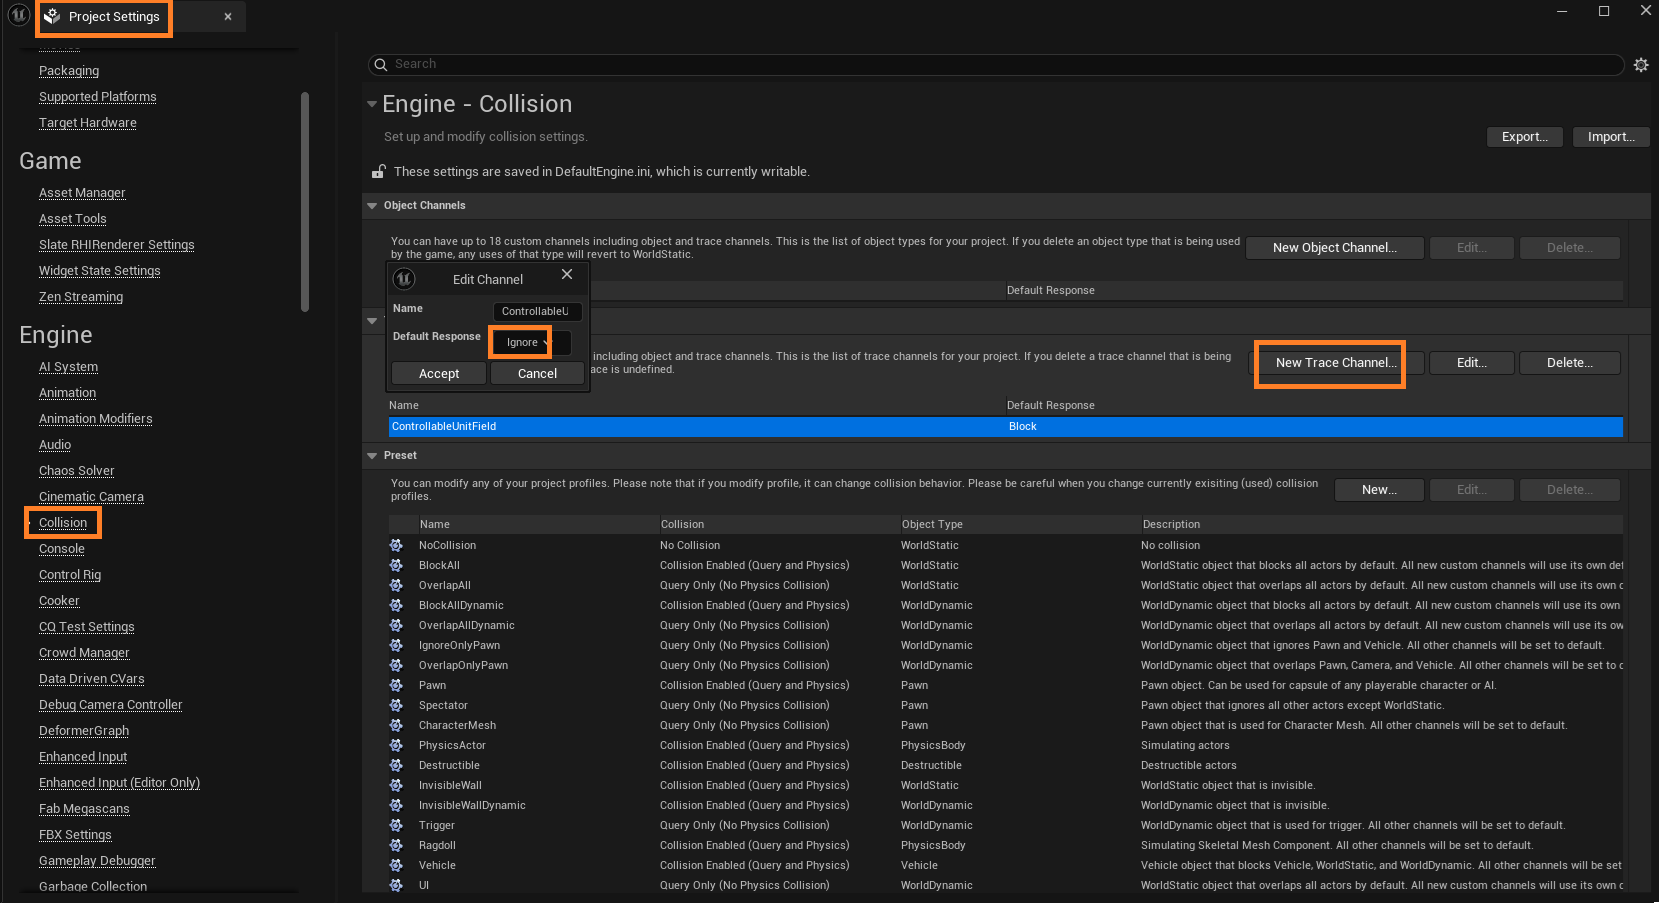 Project Settings
Packaging
Supported Platforms
Target Hardware
Game
Asset Manager
Asset Tools
Slate RHIRenderer Settings
Widget State Settings
Zen Streaming
Engine
AI System
Animation
Animation Modifiers
Audio
Chaos Solver
Cinematic Camera
Collision
Console
Control Rig
Cooker
CQ Test Settings
Crowd Manager
Data Driven CVars
Debug Camera Controller
DeformerGraph
Enhanced Input
Enhanced Input (Editor Only)
Fab Megascans
FBX Settings
Gameplay Debugger
Garbage Collection
Search
Engine - Collision
Set up and modify collision settings.
Export...
Import...
These settings are saved in DefaultEngine.ini, which is currently writable.
Object Channels
You can have up to 18 custom channels including object and trace channels. This is the list of object types for your project. If you delete an object type that is being used
by the game, any uses of that type will revert to WorldStatic.
New Object Channel...
Edit...
Delete...
Default Response
Edit Channel
Name
ControllableU
Default Response
Ignore
Accept
Cancel
including object and trace channels. This is the list of trace channels for your project. If you delete a trace channel that is being
ace is undefined.
New Trace Channel...
Edit...
Delete...
Name Default Response
ControllableUnitField Block
Preset
You can modify any of your project profiles. Please note that if you modify profile, it can change collision behavior. Please be careful when you change currently exisiting (used) collision
profiles.
New...
Edit...
Delete...
Name Collision Object Type Description
NoCollision No Collision WorldStatic No collision
BlockAll Collision Enabled (Query and Physics) WorldStatic WorldStatic object that blocks all actors by default. All new custom channels will use its own def
OverlapAll Query Only (No Physics Collision) WorldStatic WorldStatic object that overlaps all actors by default. All new custom channels will use its own d
BlockAllDynamic Collision Enabled (Query and Physics) WorldDynamic WorldDynamic object that blocks all actors by default. All new custom channels will use its own
OverlapAllDynamic Query Only (No Physics Collision) WorldDynamic WorldDynamic object that overlaps all actors by default. All new custom channels will use its ow
IgnoreOnlyPawn Query Only (No Physics Collision) WorldDynamic WorldDynamic object that ignores Pawn and Vehicle. All other channels will be set to default.
OverlapOnlyPawn Query Only (No Physics Collision) WorldDynamic WorldDynamic object that overlaps Pawn, Camera, and Vehicle. All other channels will be set to d
Pawn Collision Enabled (Query and Physics) Pawn Pawn object. Can be used for capsule of any playerable character or AI.
Spectator Query Only (No Physics Collision) Pawn Pawn object that ignores all other actors except WorldStatic.
CharacterMesh Query Only (No Physics Collision) Pawn Pawn object that is used for Character Mesh. All other channels will be set to default.
PhysicsActor Collision Enabled (Query and Physics) PhysicsBody Simulating actors
Destructible Collision Enabled (Query and Physics) Destructible Destructible actors
InvisibleWall Collision Enabled (Query and Physics) WorldStatic WorldStatic object that is invisible.
InvisibleWallDynamic Collision Enabled (Query and Physics) WorldDynamic WorldDynamic object that is invisible.
Trigger Query Only (No Physics Collision) WorldDynamic WorldDynamic object that is used for trigger. All other channels will be set to default.
Ragdoll Collision Enabled (Query and Physics) PhysicsBody Simulating Skeletal Mesh Component. All other channels will be set to default.
Vehicle Collision Enabled (Query and Physics) Vehicle Vehicle object that blocks Vehicle, WorldStatic, and WorldDynamic. All other channels will be set
UI Query Only (No Physics Collision) WorldDynamic WorldStatic object that overlaps all actors by default. All new custom channels will use its own d